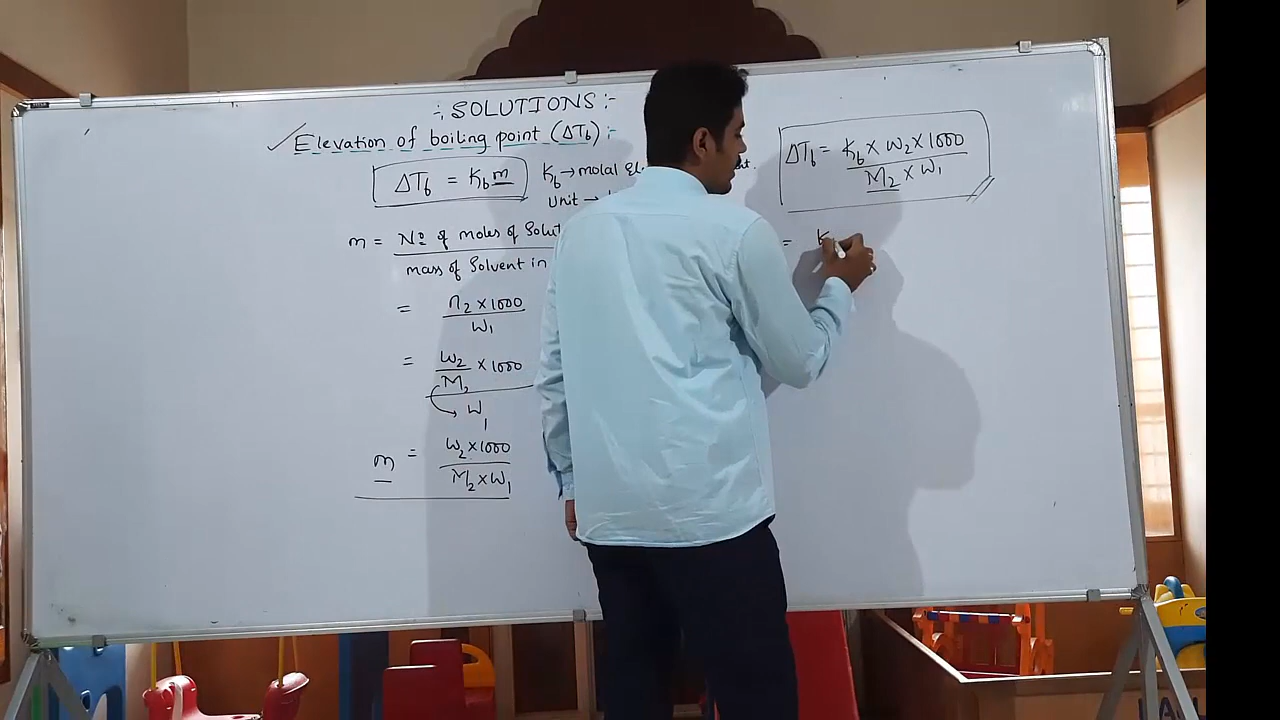 :- SOLUTIONS :-
✓ Elevation of boiling point (ΔTb) :-
ΔTb = Kb m
Kb → molal
Unit →
m = No of moles of Solut
mass of Solvent in
= n2 × 1000
W1
= W2 × 1000
M2
W1
m = W2 × 1000
M2 × W1
ΔTb = Kb × W2 × 1000
M2 × W1
= K